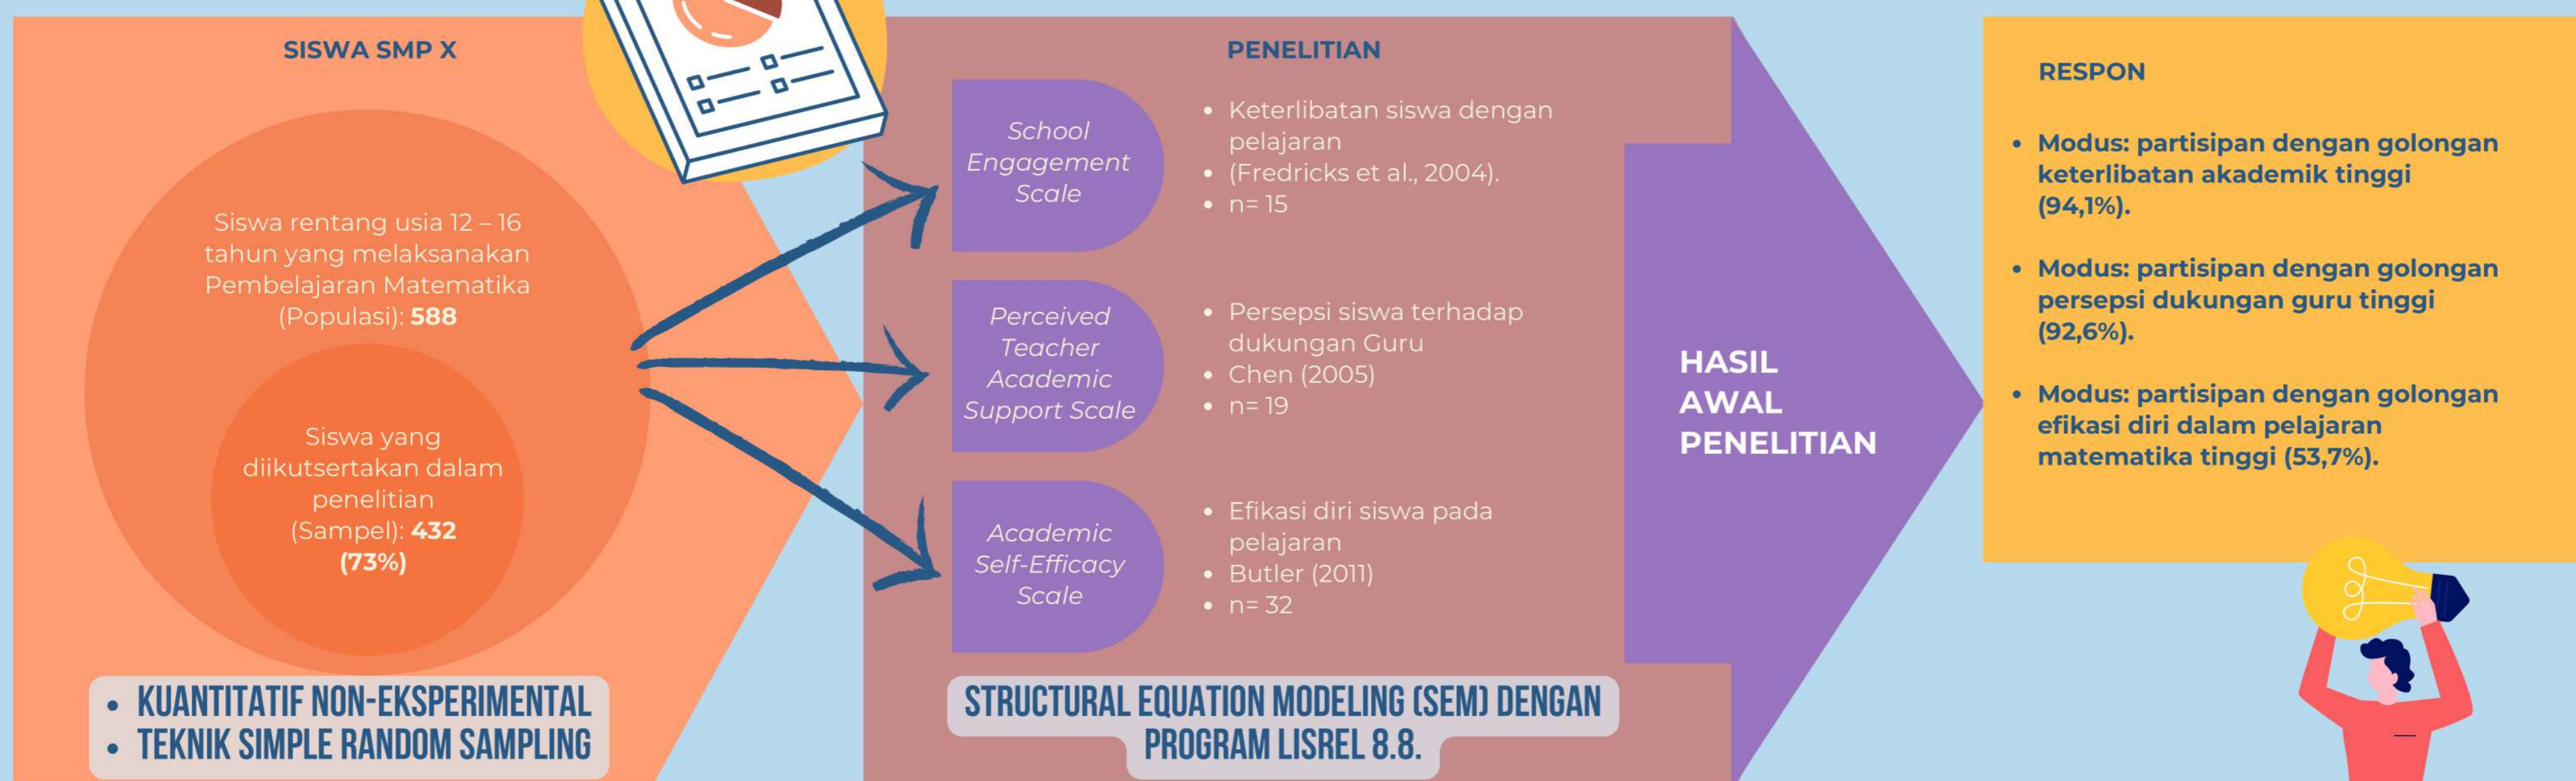 SISWA SMP X
Siswa rentang usia 12 – 16
tahun yang melaksanakan
Pembelajaran Matematika
(Populasi): 588
Siswa yang
diikutsertakan dalam
penelitian
(Sampel): 432
(73%)
• KUANTITATIF NON-EKSPERIMENTAL
• TEKNIK SIMPLE RANDOM SAMPLING
PENELITIAN
School
Engagement
Scale
• Keterlibatan siswa dengan
pelajaran
• (Fredricks et al., 2004).
• n= 15
Perceived
Teacher
Academic
Support Scale
• Persepsi siswa terhadap
dukungan Guru
• Chen (2005)
• n= 19
Academic
Self-Efficacy
Scale
• Efikasi diri siswa pada
pelajaran
• Butler (2011)
• n= 32
STRUCTURAL EQUATION MODELING (SEM) DENGAN
PROGRAM LISREL 8.8.
HASIL
AWAL
PENELITIAN
RESPON
• Modus: partisipan dengan golongan
keterlibatan akademik tinggi
(94,1%).
• Modus: partisipan dengan golongan
persepsi dukungan guru tinggi
(92,6%).
• Modus: partisipan dengan golongan
efikasi diri dalam pelajaran
matematika tinggi (53,7%).